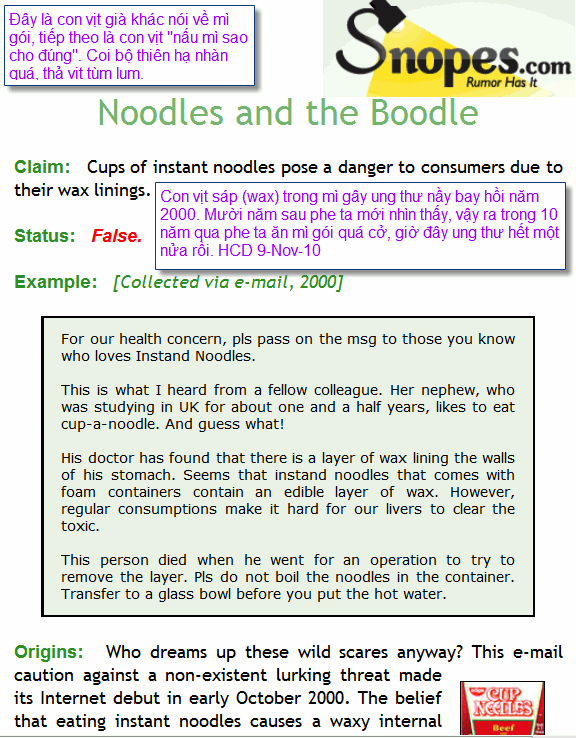 Đây là con vịt già khác nói về mì
gói, tiếp theo là con vịt "nấu mì sao
cho đúng". Coi bộ thiên hạ nhàn
quá, thả vịt tùm lum.
Snopes.com
Rumor Has It
Noodles and the Boodle
Claim: Cups of instant noodles pose a danger to consumers due to
their wax linings.
Con vịt sáp (wax) trong mì gây ung thư nầy bay hồi năm
2000. Mười năm sau phe ta mới nhìn thấy, vậy ra trong 10
năm qua phe ta ăn mì gói quá cở, giờ đây ung thư hết một
nửa rồi. HCD 9-Nov-10
Status: False.
Example: [Collected via e-mail, 2000]
For our health concern, pls pass on the msg to those you know
who loves Instand Noodles.
This is what I heard from a fellow colleague. Her nephew, who
was studying in UK for about one and a half years, likes to eat
cup-a-noodle. And guess what!
His doctor has found that there is a layer of wax lining the walls
of his stomach. Seems that instand noodles that comes with
foam containers contain an edible layer of wax. However,
regular consumptions make it hard for our livers to clear the
toxic.
This person died when he went for an operation to try to
remove the layer. Pls do not boil the noodles in the container.
Transfer to a glass bowl before you put the hot water.
Origins: Who dreams up these wild scares anyway? This e-mail
caution against a non-existent lurking threat made
its Internet debut in early October 2000. The belief
that eating instant noodles causes a waxy internal
CUP
NOODLES
Beef